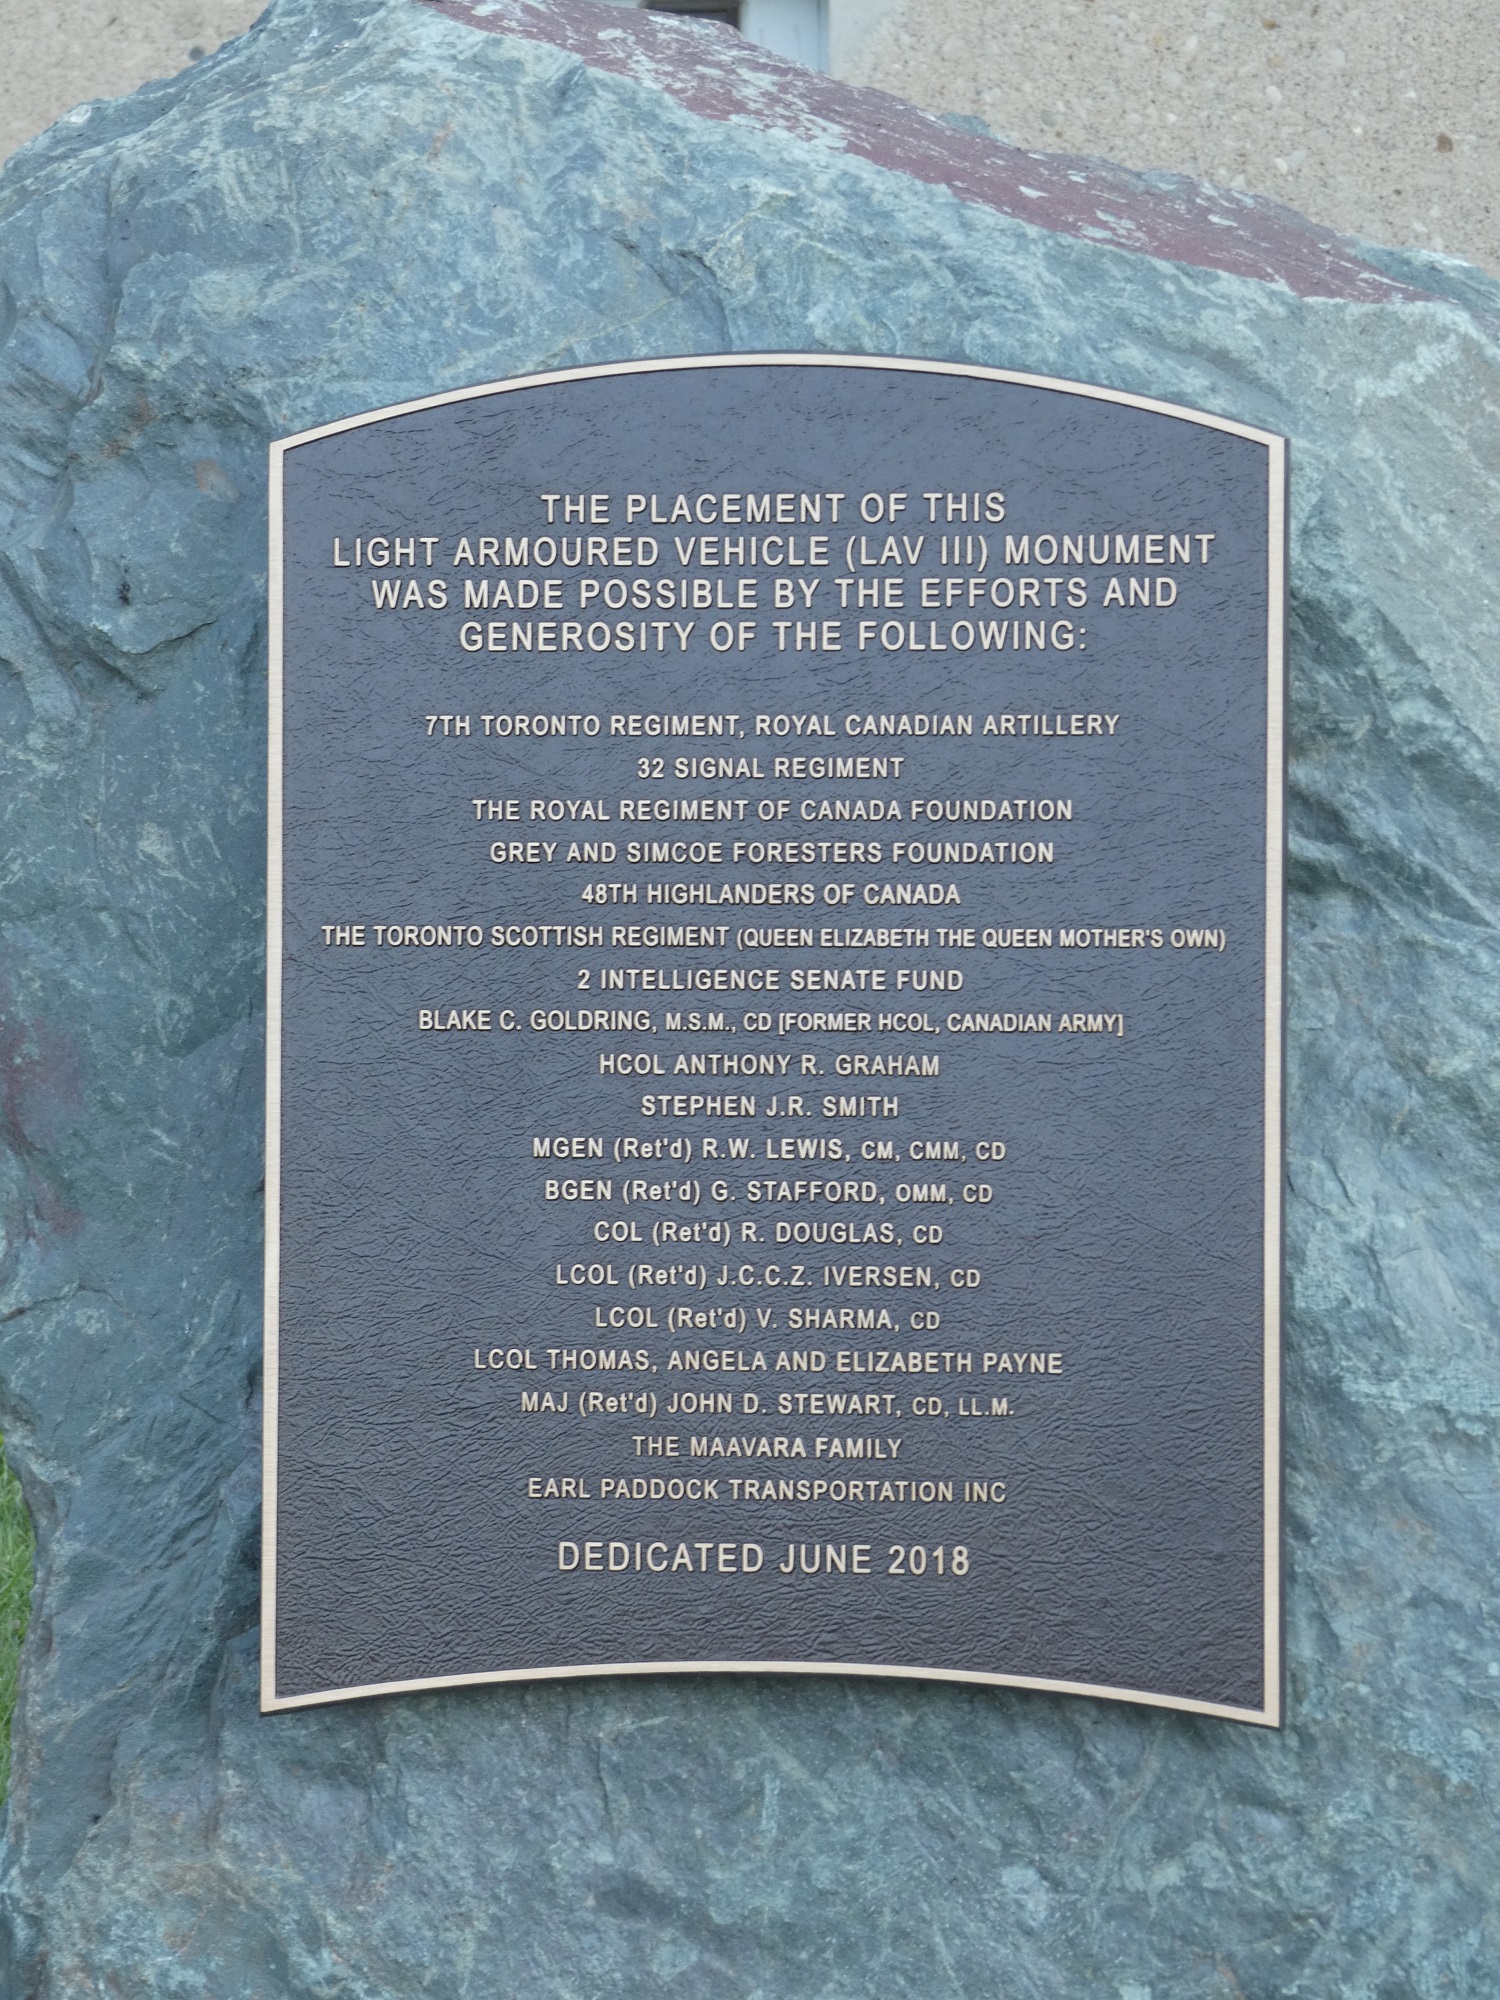 THE PLACEMENT OF THIS
LIGHT ARMOURED VEHICLE (LAV III) MONUMENT
WAS MADE POSSIBLE BY THE EFFORTS AND
GENEROSITY OF THE FOLLOWING:
7TH TORONTO REGIMENT, ROYAL CANADIAN ARTILLERY
32 SIGNAL REGIMENT
THE ROYAL REGIMENT OF CANADA FOUNDATION
GREY AND SIMCOE FORESTERS FOUNDATION
48TH HIGHLANDERS OF CANADA
THE TORONTO SCOTTISH REGIMENT (QUEEN ELIZABETH THE QUEEN MOTHER'S OWN)
2 INTELLIGENCE SENATE FUND
BLAKE C. GOLDRING, M.S.M., CD [FORMER HCOL, CANADIAN ARMY]
HCOL ANTHONY R. GRAHAM
STEPHEN J.R. SMITH
MGEN (Ret'd) R.W. LEWIS, CM, CMM, CD
BGEN (Ret'd) G. STAFFORD, OMM, CD
COL (Ret'd) R. DOUGLAS, CD
LCOL (Ret'd) J.C.C.Z. IVERSEN, CD
LCOL (Ret'd) V. SHARMA, CD
LCOL THOMAS, ANGELA AND ELIZABETH PAYNE
MAJ (Ret'd) JOHN D. STEWART, CD, LL.M.
THE MAAVARA FAMILY
EARL PADDOCK TRANSPORTATION INC
DEDICATED JUNE 2018